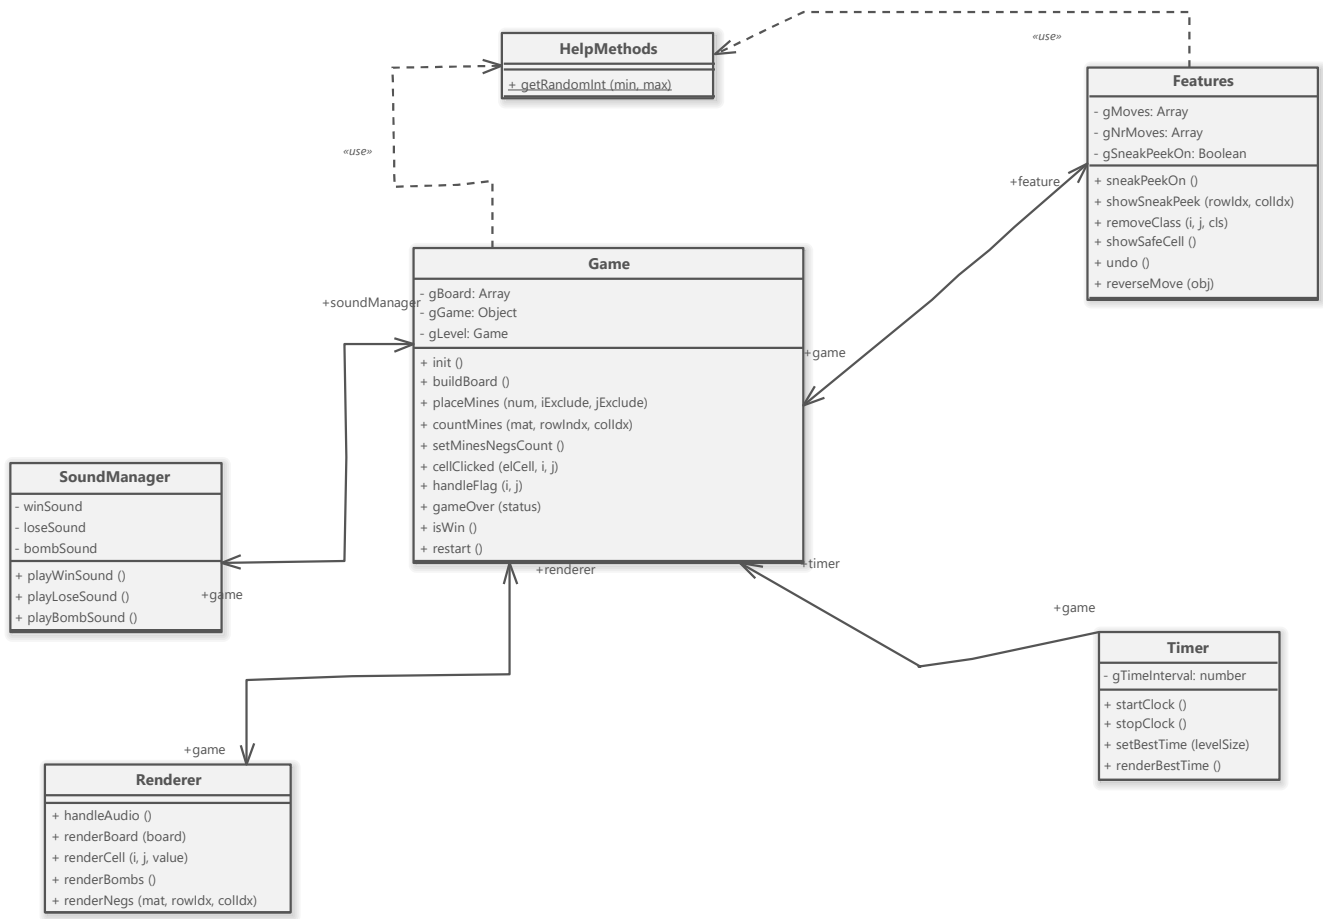 HelpMethods
+ getRandomInt (min, max)
«use»
«use»
Features
- gMoves: Array
- gNrMoves: Array
- gSneakPeekOn: Boolean
+ sneakPeekOn ()
+ showSneakPeek (rowIdx, colIdx)
+ removeClass (i, j, cls)
+ showSafeCell ()
+ undo ()
+ reverseMove (obj)
+feature
Game
- gBoard: Array
- gGame: Object
- gLevel: Game
+ init ()
+ buildBoard ()
+ placeMines (num, iExclude, jExclude)
+ countMines (mat, rowIndx, colIdx)
+ setMinesNegsCount ()
+ cellClicked (elCell, i, j)
+ handleFlag (i, j)
+ gameOver (status)
+ isWin ()
+ restart ()
+soundManager
+game
+renderer
+timer
SoundManager
- winSound
- loseSound
- bombSound
+ playWinSound ()
+ playLoseSound ()
+ playBombSound ()
+game
+game
Timer
- gTimeInterval: number
+ startClock ()
+ stopClock ()
+ setBestTime (levelSize)
+ renderBestTime ()
+game
Renderer
+ handleAudio ()
+ renderBoard (board)
+ renderCell (i, j, value)
+ renderBombs ()
+ renderNegs (mat, rowIdx, colIdx)